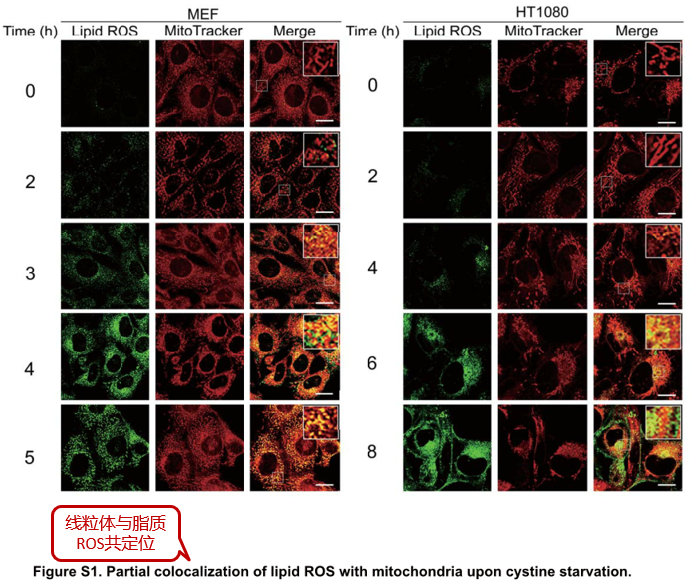 MEF
HT1080
Time (h) Lipid ROS MitoTracker Merge
Time (h) Lipid ROS MitoTracker Merge
0
0
2
2
3
4
4
6
5
8
线粒体与脂质
ROS共定位
Figure S1. Partial colocalization of lipid ROS with mitochondria upon cystine starvation.